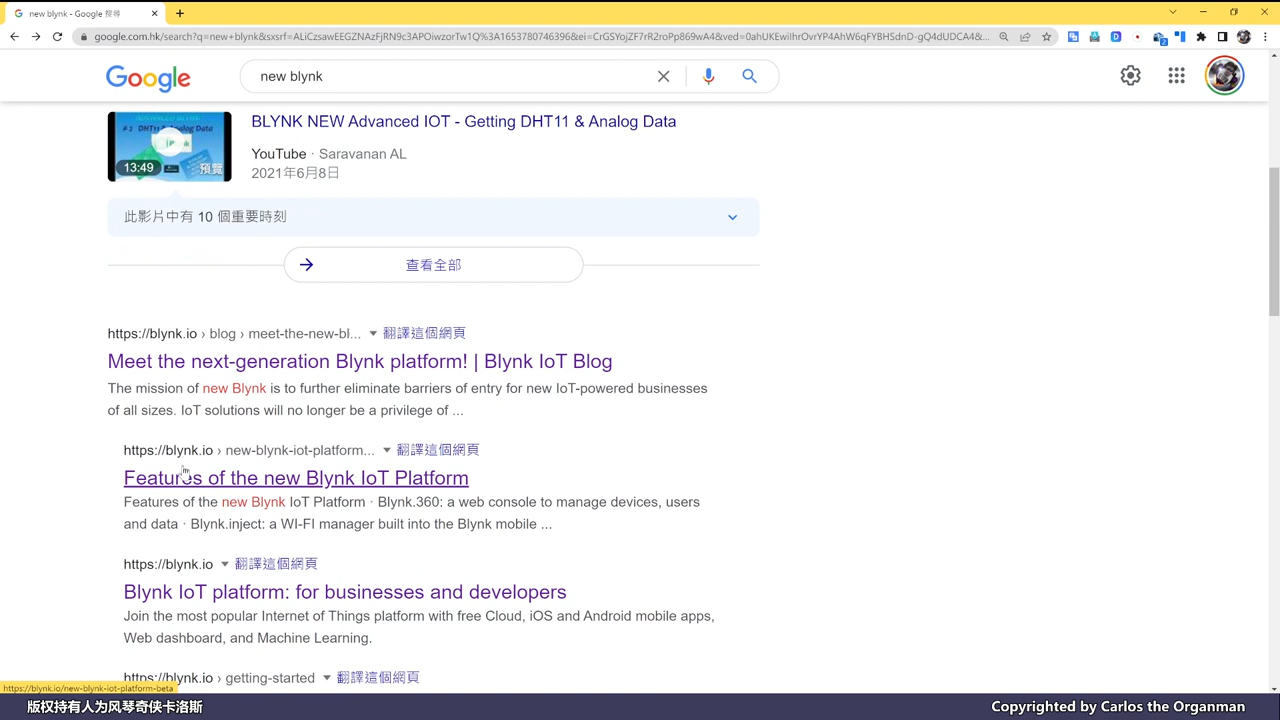 new blynk - Google 搜尋
google.com.hk/search?q=new+blynk&sxsrf=ALiCzsawEEGZNAzFjRN9c3APOiwzorTw1Q%3A1653780746396&ei=CrGSYojZF7rR2roPp869wA4&ved=0ahUKEwiIhrOvrYP4AhW6qFYBHSdnD-gQ4dUDCA4&...
Google
new blynk
BLYNK NEW Advanced IOT - Getting DHT11 & Analog Data
# 2 DHT11 & Analog Data
13:49
預覽
YouTube · Saravanan AL
2021年6月8日
此影片中有 10 個重要時刻
查看全部
https://blynk.io › blog › meet-the-new-bl... 翻譯這個網頁
Meet the next-generation Blynk platform! | Blynk IoT Blog
The mission of new Blynk is to further eliminate barriers of entry for new IoT-powered businesses
of all sizes. IoT solutions will no longer be a privilege of ...
https://blynk.io › new-blynk-iot-platform... 翻譯這個網頁
Features of the new Blynk IoT Platform
Features of the new Blynk IoT Platform · Blynk.360: a web console to manage devices, users
and data · Blynk.inject: a WI-FI manager built into the Blynk mobile ...
https://blynk.io 翻譯這個網頁
Blynk IoT platform: for businesses and developers
Join the most popular Internet of Things platform with free Cloud, iOS and Android mobile apps,
Web dashboard, and Machine Learning.
https://blynk.io › getting-started 翻譯這個網頁
https://blynk.io/new-blynk-iot-platform-beta
版权持有人为风琴奇侠卡洛斯
Copyrighted by Carlos the Organman